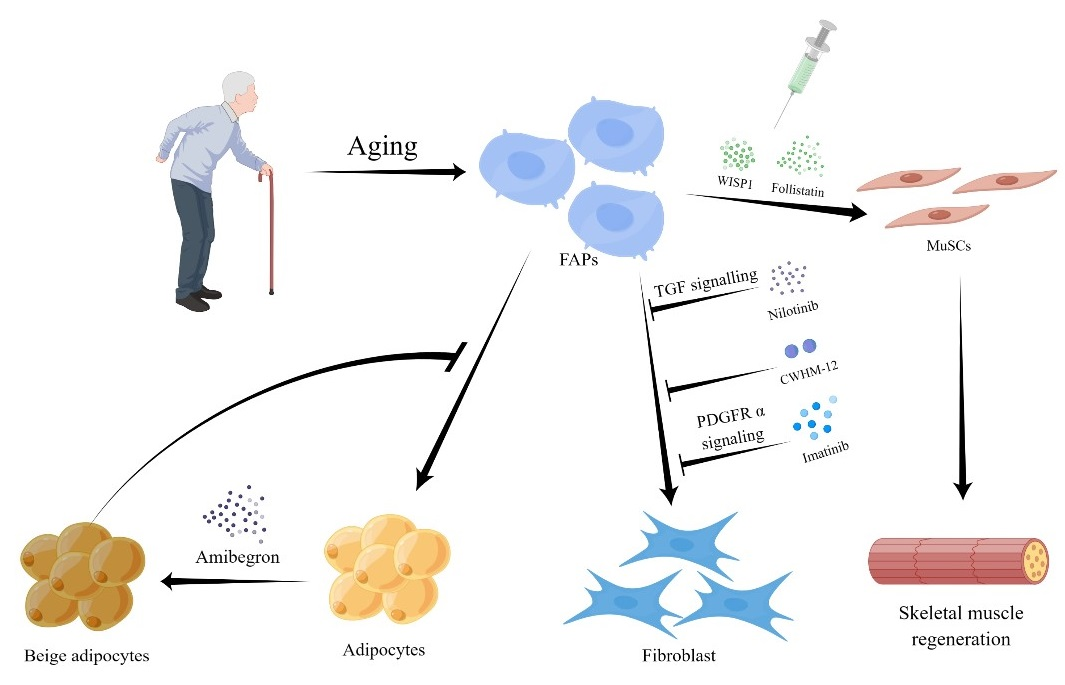 Aging
WISP1
Follistatin
MuSCs
FAPs
TGF signalling
Nilotinib
CWHM-12
PDGFR α
signaling
Imatinib
Amibegron
Beige adipocytes
Adipocytes
Fibroblast
Skeletal muscle
regeneration